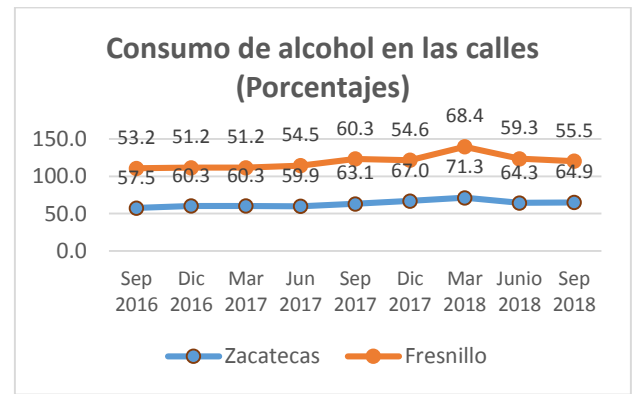 Consumo de alcohol en las calles
(Porcentajes)
53.2 51.2 51.2 54.5 60.3 54.6 68.4 59.3 55.5
150.0
100.0
57.5 60.3 60.3 59.9 63.1 67.0 71.3 64.3 64.9
50.0
0.0
Sep Dic Mar Jun Sep Dic Mar Junio Sep
2016 2016 2017 2017 2017 2017 2018 2018 2018
Zacatecas Fresnillo